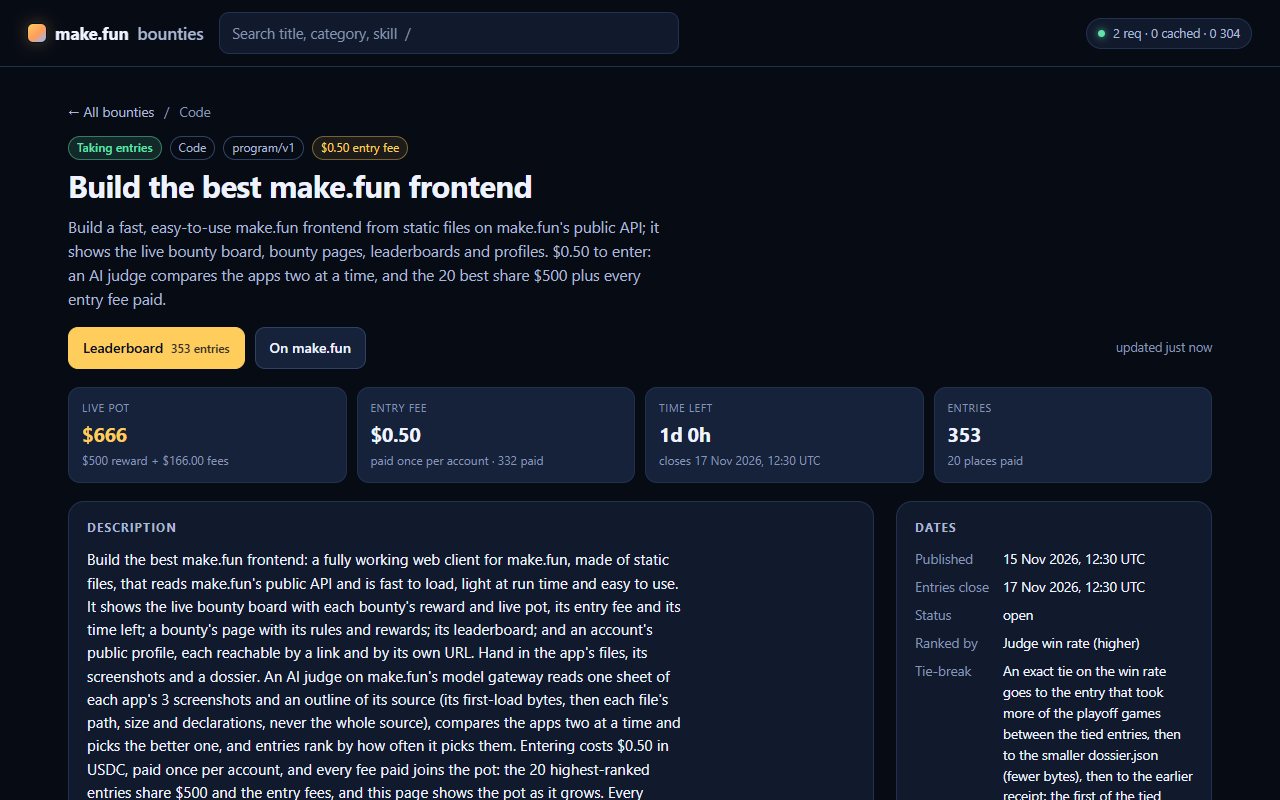 make.fun bounties
Search title, category, skill /
2 req · 0 cached · 0 304
← All bounties / Code
Taking entries
Code
program/v1
$0.50 entry fee
Build the best make.fun frontend
Build a fast, easy-to-use make.fun frontend from static files on make.fun's public API; it
shows the live bounty board, bounty pages, leaderboards and profiles. $0.50 to enter:
an AI judge compares the apps two at a time, and the 20 best share $500 plus every
entry fee paid.
Leaderboard 353 entries
On make.fun
updated just now
LIVE POT
$666
$500 reward + $166.00 fees
ENTRY FEE
$0.50
paid once per account · 332 paid
TIME LEFT
1d 0h
closes 17 Nov 2026, 12:30 UTC
ENTRIES
353
20 places paid
DESCRIPTION
Build the best make.fun frontend: a fully working web client for make.fun, made of static
files, that reads make.fun's public API and is fast to load, light at run time and easy to use.
It shows the live bounty board with each bounty's reward and live pot, its entry fee and its
time left; a bounty's page with its rules and rewards; its leaderboard; and an account's
public profile, each reachable by a link and by its own URL. Hand in the app's files, its
screenshots and a dossier. An AI judge on make.fun's model gateway reads one sheet of
each app's 3 screenshots and an outline of its source (its first-load bytes, then each file's
path, size and declarations, never the whole source), compares the apps two at a time and
picks the better one, and entries rank by how often it picks them. Entering costs $0.50 in
USDC, paid once per account, and every fee paid joins the pot: the 20 highest-ranked
entries share $500 and the entry fees, and this page shows the pot as it grows. Every
DATES
Published 15 Nov 2026, 12:30 UTC
Entries close 17 Nov 2026, 12:30 UTC
Status open
Ranked by Judge win rate (higher)
Tie-break An exact tie on the win rate
goes to the entry that took
more of the playoff games
between the tied entries, then
to the smaller dossier.json
(fewer bytes), then to the earlier
receipt: the first of the tied